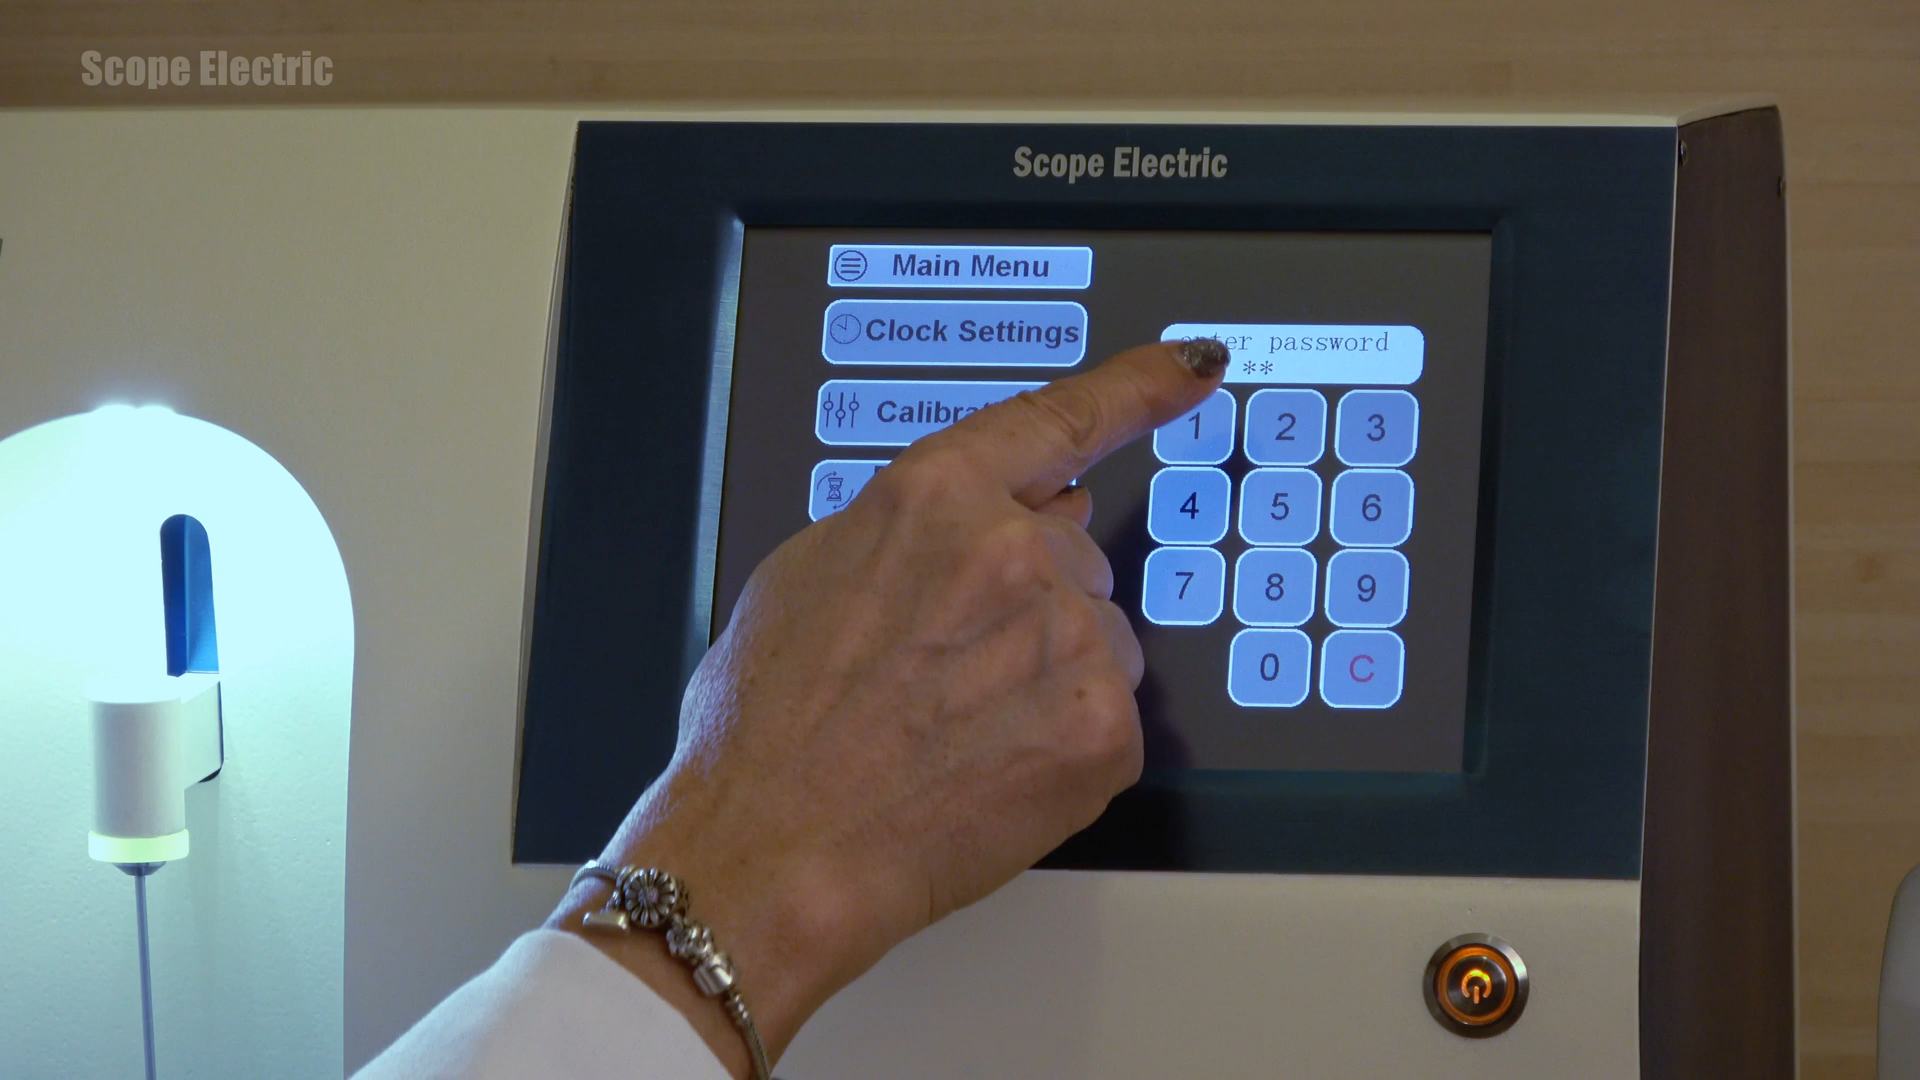 Scope Electric
Scope Electric
Main Menu
Clock Settings
enter password
**
1 2 3
4 5 6
7 8 9
0 C